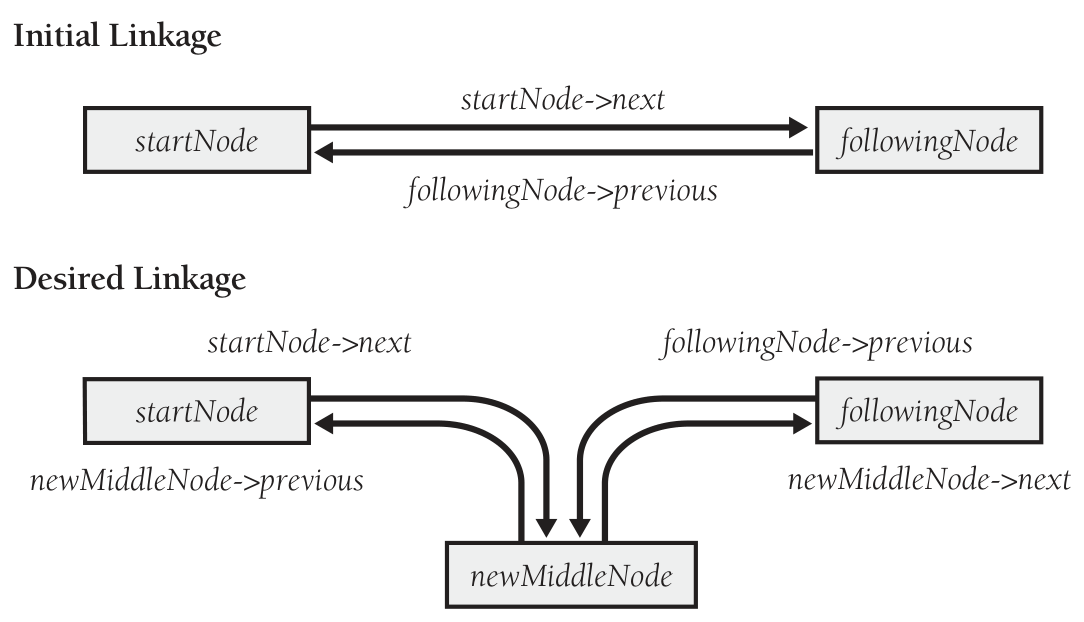 Initial Linkage
startNode->next
startNode
followingNode
followingNode->previous
Desired Linkage
startNode->next
followingNode->previous
startNode
followingNode
newMiddleNode->previous
newMiddleNode->next
newMiddleNode